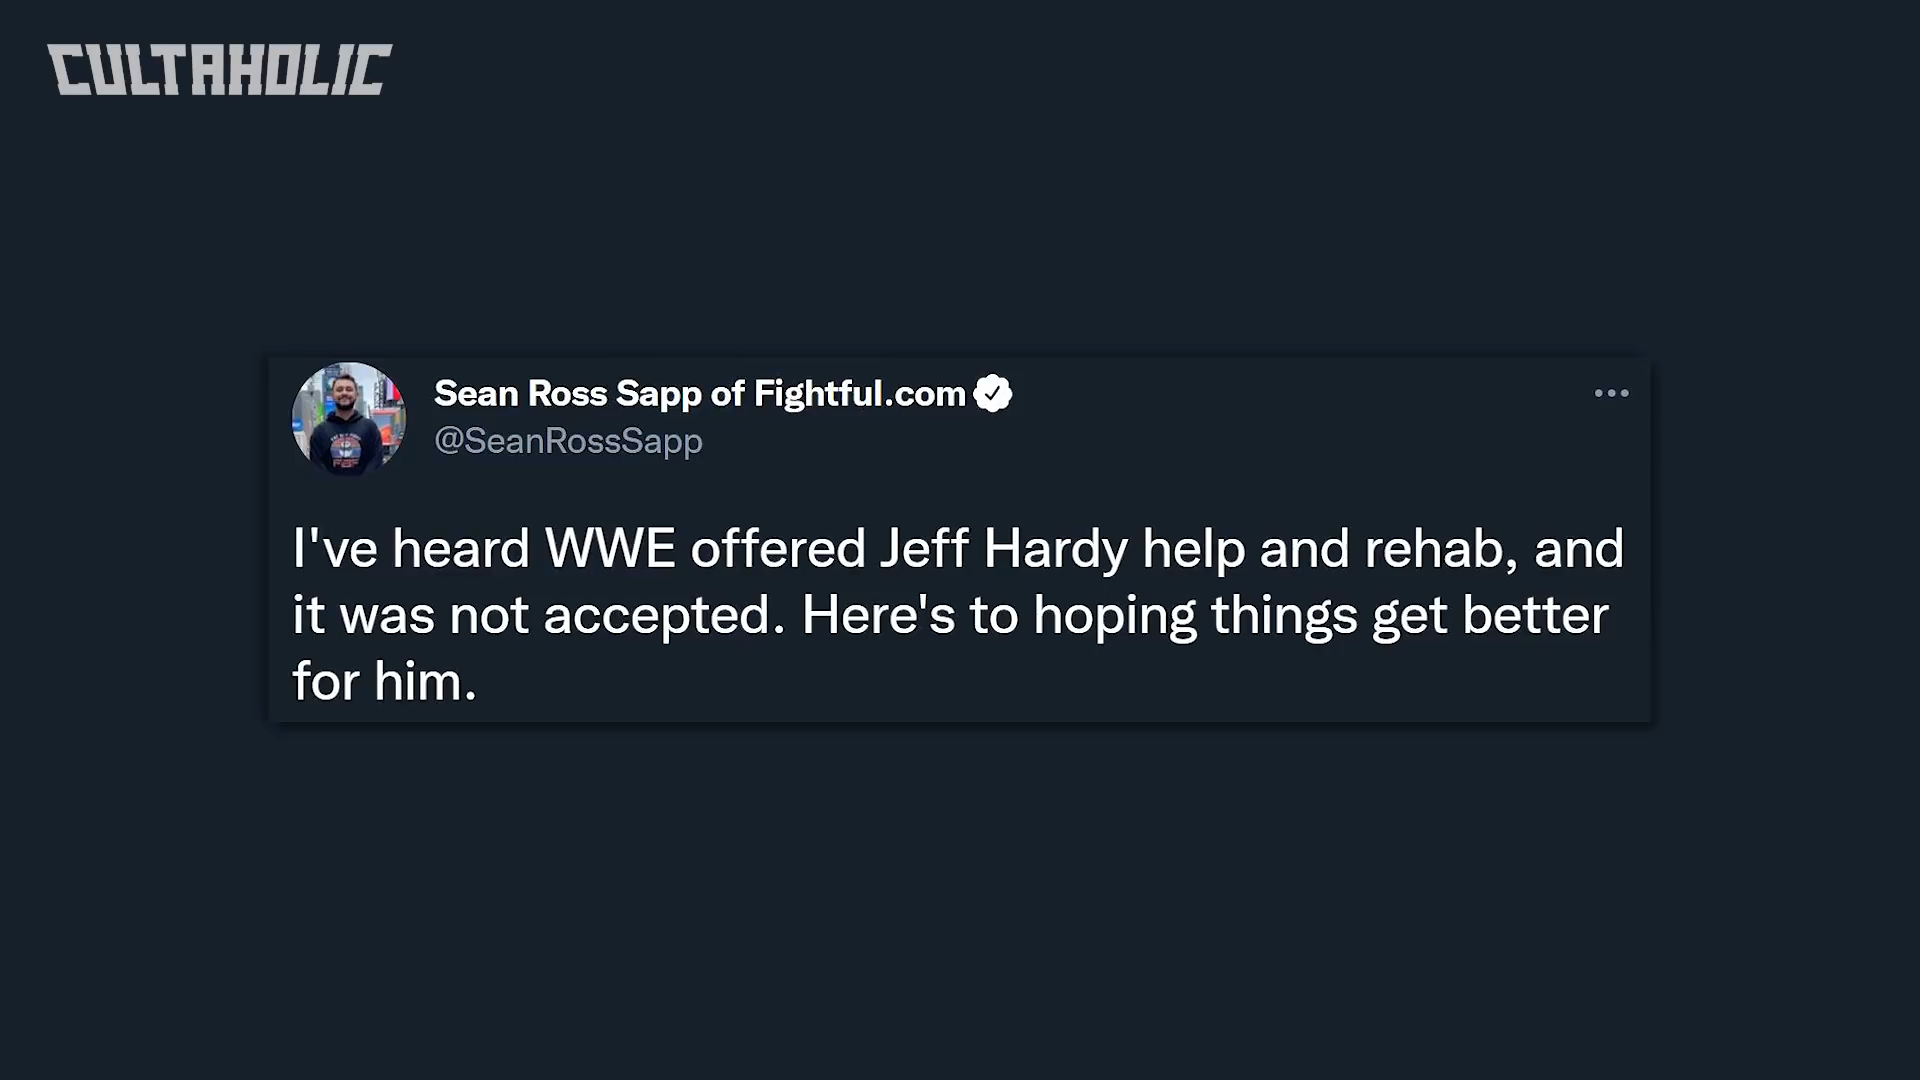 CULTAHOLIC
Sean Ross Sapp of Fightful.com
@SeanRossSapp
I've heard WWE offered Jeff Hardy help and rehab, and
it was not accepted. Here's to hoping things get better
for him.